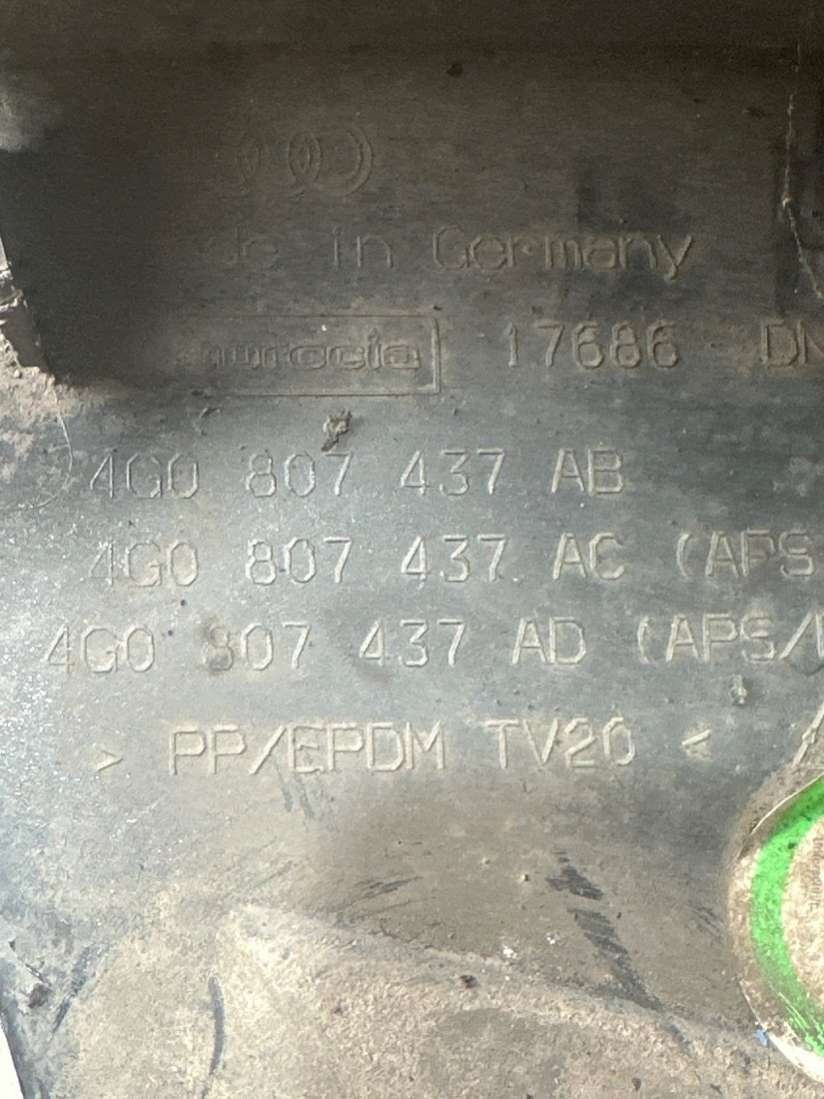 in Germany
faurecia 17686
4G0 807 437 AB
4G0 807 437 AC (APS
4G0 807 437 AD (APS/
> PP/EPDM TV20 <